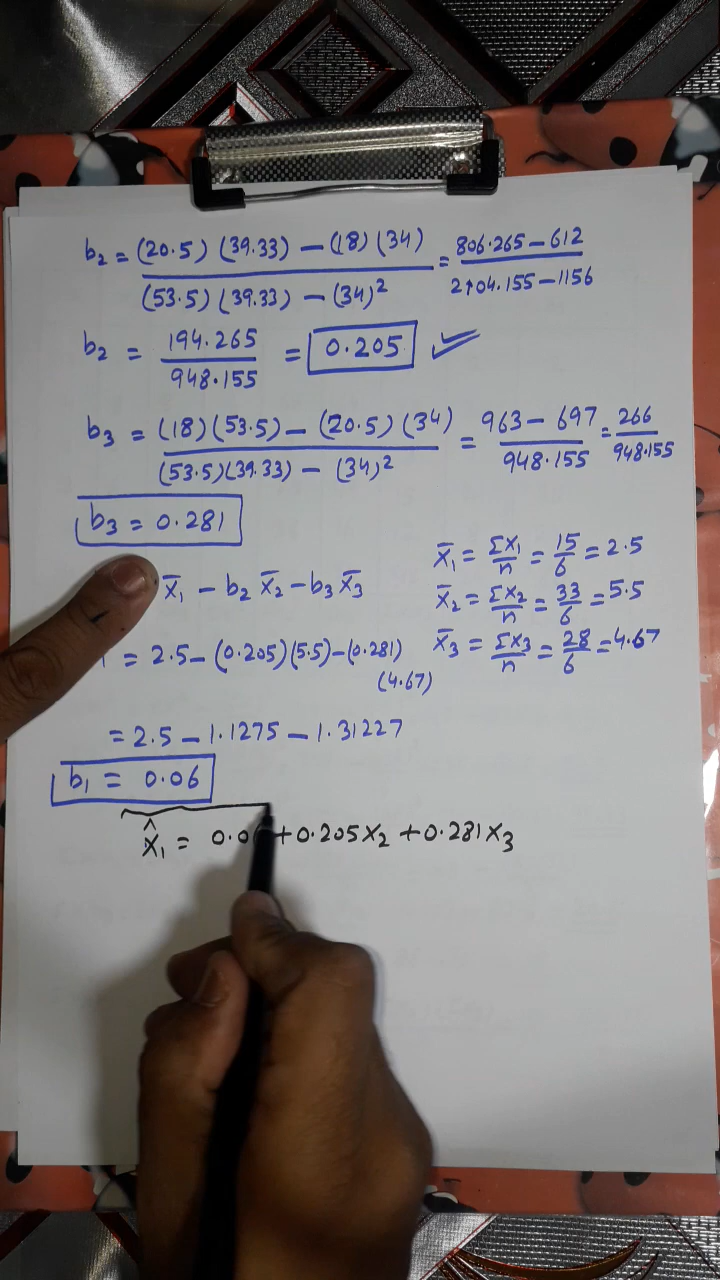 b₂ = (20.5) (39.33) – (18) (34) / (53.5) (39.33) – (34)² = 806.265 – 612 / 2104.155 – 1156
b₂ = 194.265 / 948.155 = 0.205
b₃ = (18) (53.5) – (20.5) (34) / (53.5) (39.33) – (34)² = 963 – 697 / 948.155 = 266 / 948.155
b₃ = 0.281
X̄₁ – b₂ X̄₂ – b₃ X̄₃
= 2.5 – (0.205) (5.5) – (0.281) (4.67)
= 2.5 – 1.1275 – 1.31227
b₁ = 0.06
X̄₁ = ΣX₁ / n = 15 / 6 = 2.5
X̄₂ = ΣX₂ / n = 33 / 6 = 5.5
X̄₃ = ΣX₃ / n = 28 / 6 = 4.67
X̂₁ = + 0.205X₂ + 0.281X₃